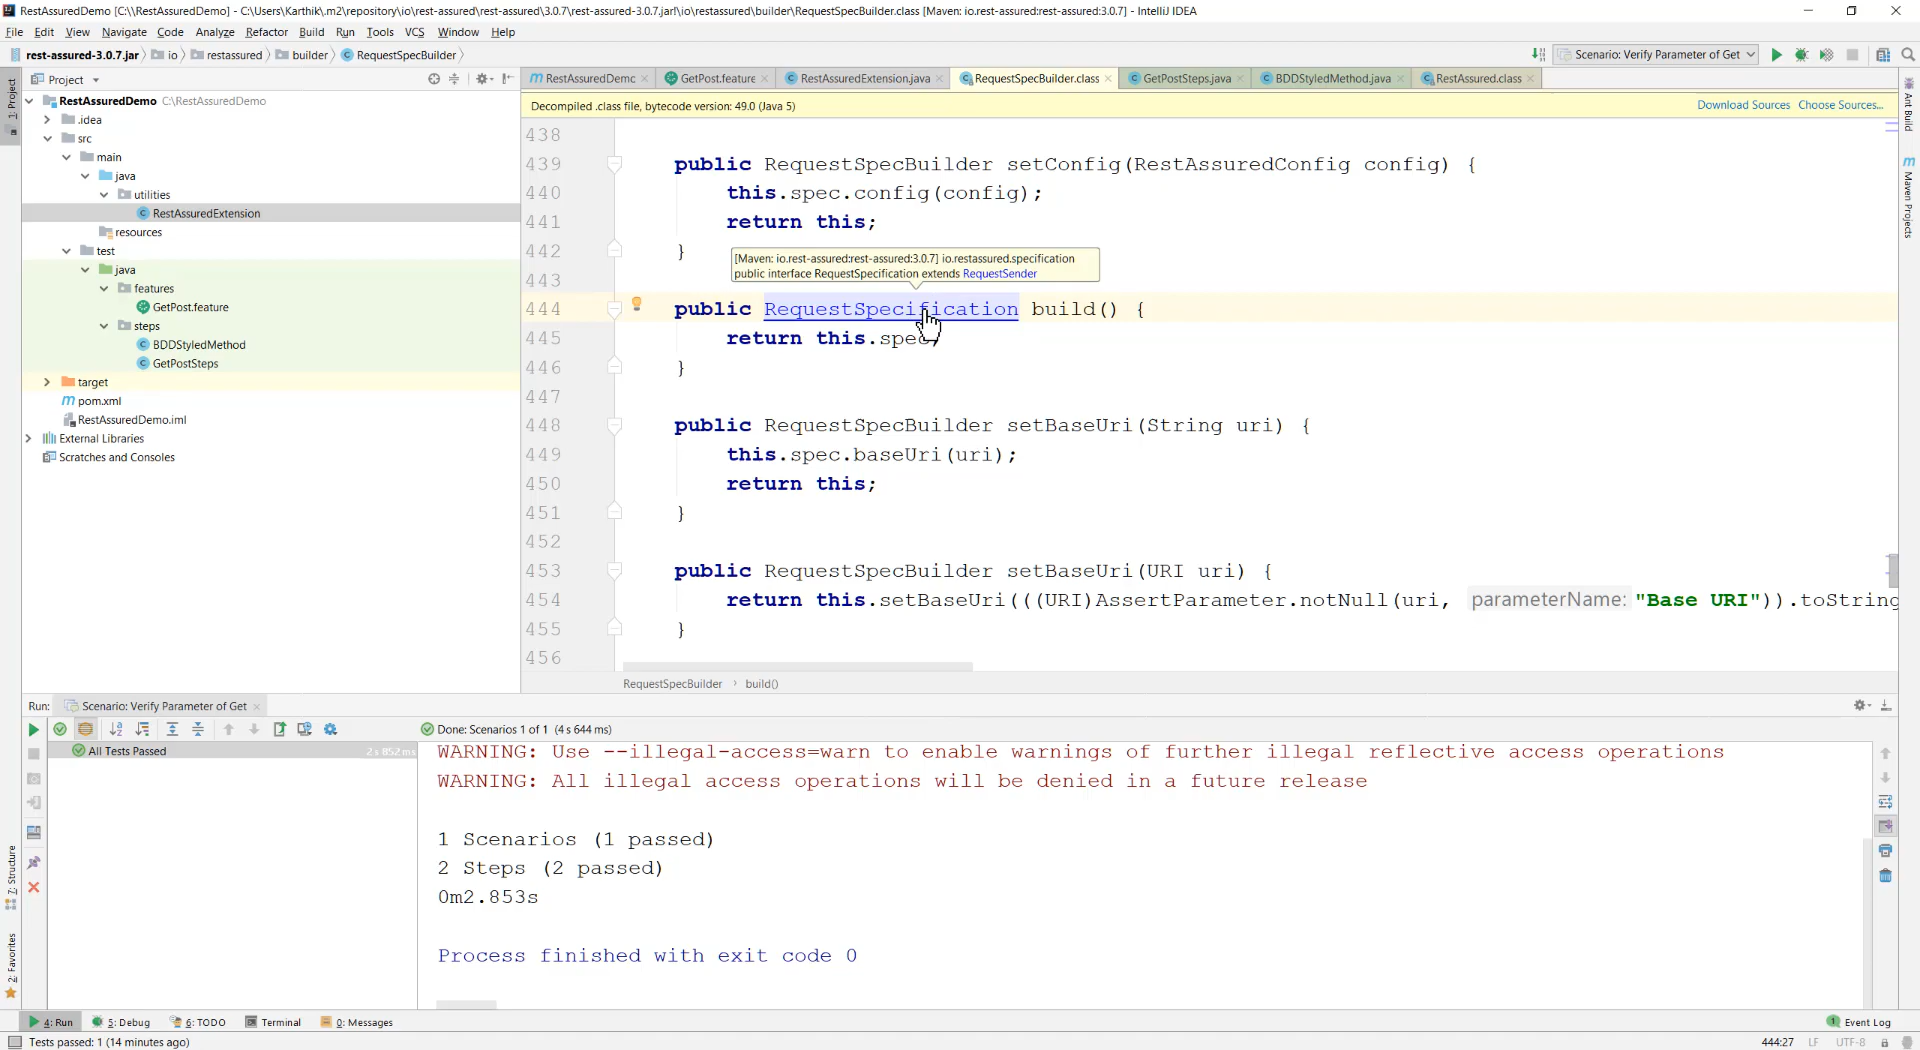 RestAssuredDemo [C:\\RestAssuredDemo] - C:\Users\Karthik\.m2\repository\io\rest-assured\rest-assured\3.0.7\rest-assured-3.0.7.jar!\io\restassured\builder\RequestSpecBuilder.class [Maven: io.rest-assured:rest-assured:3.0.7] - IntelliJ IDEA
File Edit View Navigate Code Analyze Refactor Build Run Tools VCS Window Help
rest-assured-3.0.7.jar io restassured builder RequestSpecBuilder
Scenario: Verify Parameter of Get
Project
RestAssuredDemc GetPost.feature RestAssuredExtension.java RequestSpecBuilder.class GetPostSteps.java BDDStyledMethod.java RestAssured.class
1: Project
Ant Build
Maven Projects
RestAssuredDemo C:\RestAssuredDemo
.idea
src
main
java
utilities
RestAssuredExtension
resources
test
java
features
GetPost.feature
steps
BDDStyledMethod
GetPostSteps
target
pom.xml
RestAssuredDemo.iml
External Libraries
Scratches and Consoles
Decompiled .class file, bytecode version: 49.0 (Java 5)
Download Sources Choose Sources...
438
439 public RequestSpecBuilder setConfig(RestAssuredConfig config) {
440 this.spec.config(config);
441 return this;
442 }
[Maven: io.rest-assured:rest-assured:3.0.7] io.restassured.specification
public interface RequestSpecification extends RequestSender
443
444 public RequestSpecification build() {
445 return this.spec;
446 }
447
448 public RequestSpecBuilder setBaseUri(String uri) {
449 this.spec.baseUri(uri);
450 return this;
451 }
452
453 public RequestSpecBuilder setBaseUri(URI uri) {
454 return this.setBaseUri(((URI)AssertParameter.notNull(uri, parameterName: "Base URI")).toString
455 }
456
RequestSpecBuilder › build()
Run: Scenario: Verify Parameter of Get
Done: Scenarios 1 of 1 (4 s 644 ms)
All Tests Passed 2 s 852 ms
WARNING: Use --illegal-access=warn to enable warnings of further illegal reflective access operations
WARNING: All illegal access operations will be denied in a future release
1 Scenarios (1 passed)
2 Steps (2 passed)
0m2.853s
Process finished with exit code 0
Z: Structure
2: Favorites
4: Run 5: Debug 6: TODO Terminal 0: Messages
1 Event Log
Tests passed: 1 (14 minutes ago)
444:27 LF UTF-8